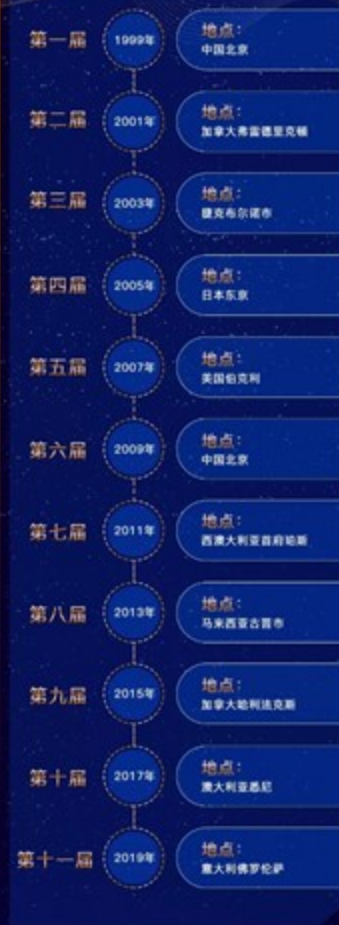 第一届
1999年
地点：
中国北京
第二届
2001年
地点：
加拿大弗雷德里克顿
第三届
2003年
地点：
捷克布尔诺市
第四届
2005年
地点：
日本东京
第五届
2007年
地点：
美国伯克利
第六届
2009年
地点：
中国北京
第七届
2011年
地点：
西澳大利亚首府珀斯
第八届
2013年
地点：
马来西亚古晋市
第九届
2015年
地点：
加拿大哈利法克斯
第十届
2017年
地点：
澳大利亚悉尼
第十一届
2019年
地点：
意大利佛罗伦萨